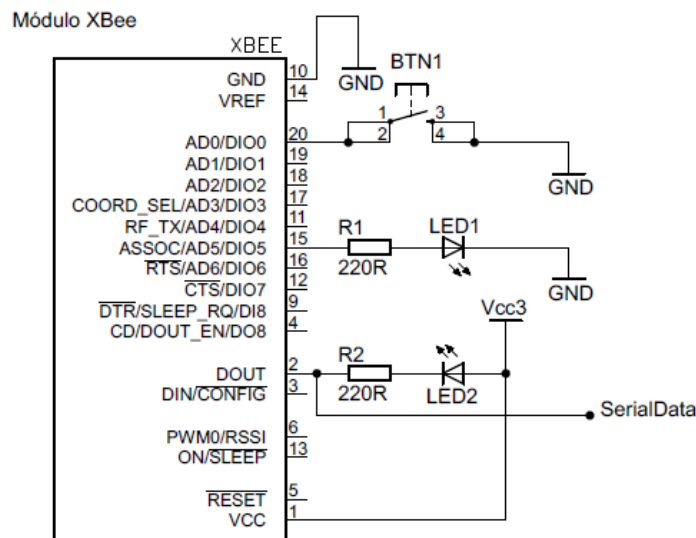 Módulo XBee
XBEE
GND 10
VREF 14
GND
BTN1
1 3
2 4
AD0/DIO0 20
AD1/DIO1 19
AD2/DIO2 18
COORD_SEL/AD3/DIO3 17
RF_TX/AD4/DIO4 11
ASSOC/AD5/DIO5 15
RTS/AD6/DIO6 16
CTS/DIO7 12
DTR/SLEEP_RQ/DI8 9
CD/DOUT_EN/DO8 4
GND
R1
220R
LED1
GND
Vcc3
DOUT 2
DIN/CONFIG 3
R2
220R
LED2
SerialData
PWM0/RSSI 6
ON/SLEEP 13
RESET 5
VCC 1